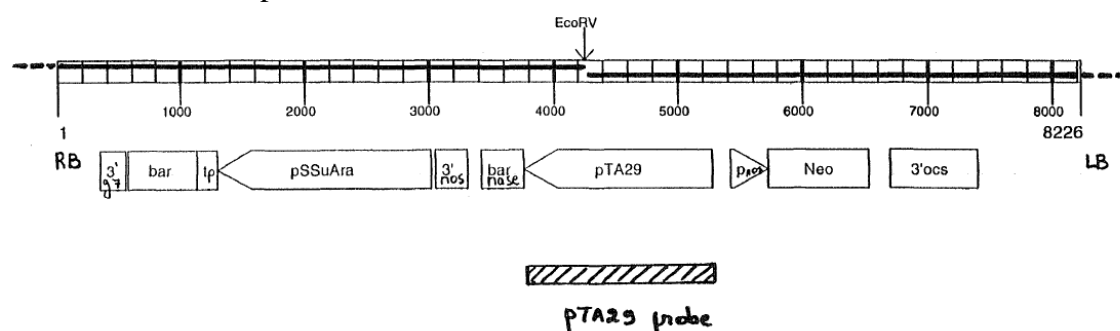 EcoRV
1000 2000 3000 4000 5000 6000 7000 8000
1 8226
RB LB
3' g7 bar tp pSSuAra 3' nos bar nase pTA29 pnos Neo 3'ocs
pTA29 probe